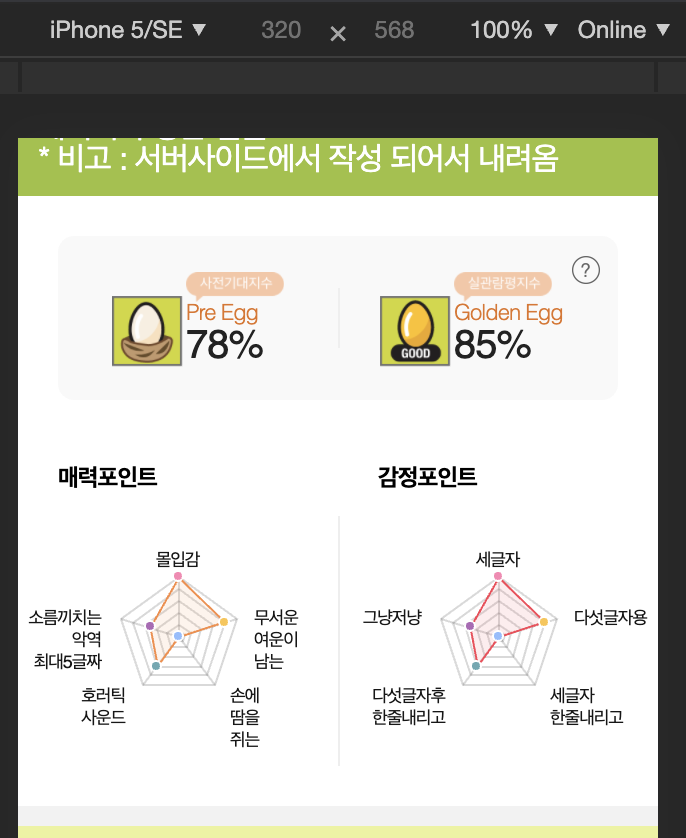 iPhone 5/SE ▼ 320 × 568 100% ▼ Online ▼
* 비고 : 서버사이드에서 작성 되어서 내려옴
?
사전기대지수
Pre Egg
78%
실관람평지수
Golden Egg
GOOD
85%
매력포인트
몰입감
소름끼치는
악역
최대5글짜
무서운
여운이
남는
호러틱
사운드
손에
땀을
쥐는
감정포인트
세글자
그냥저냥
다섯글자용
다섯글자후
한줄내리고
세글자
한줄내리고